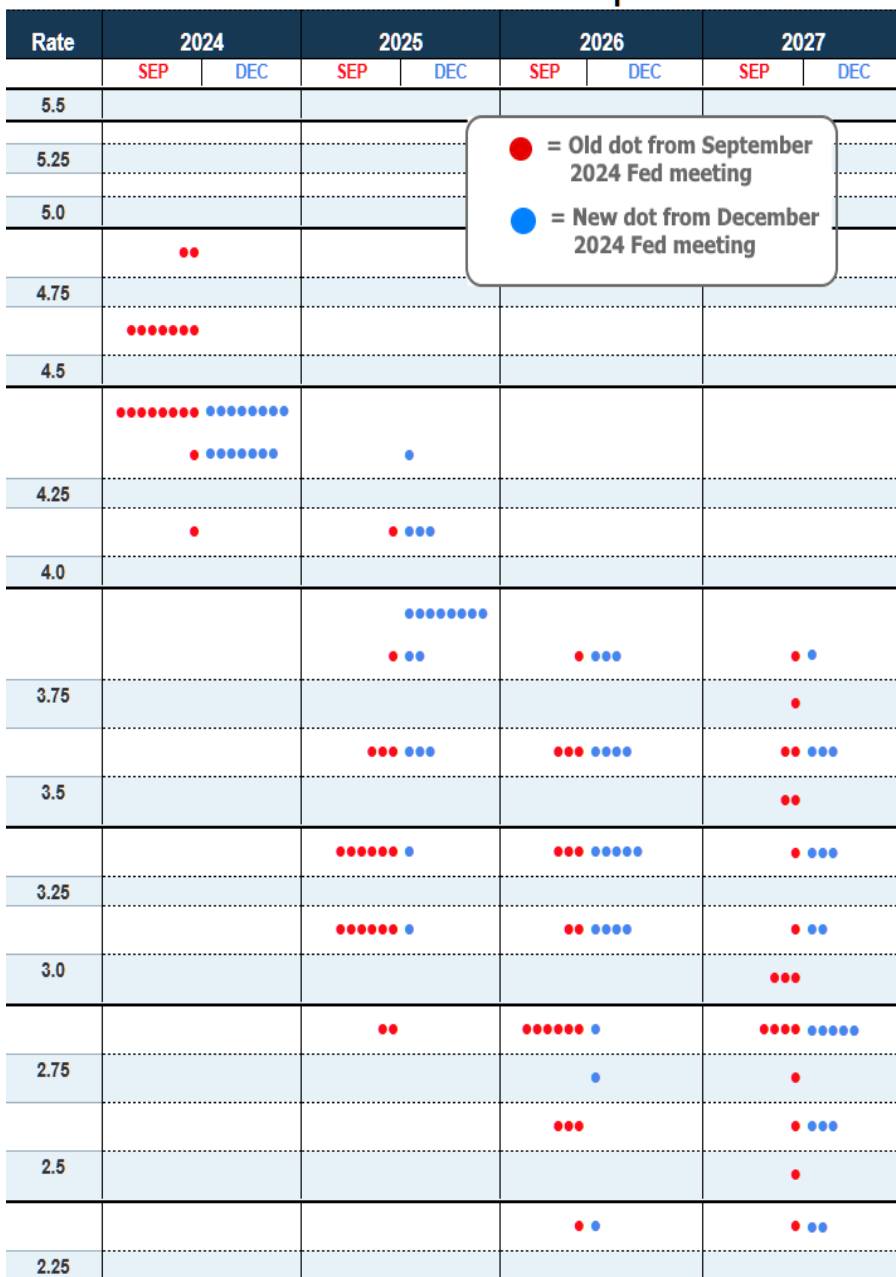 Rate 2024 2025 2026 2027
SEP DEC SEP DEC SEP DEC SEP DEC
5.5
= Old dot from September
2024 Fed meeting
= New dot from December
2024 Fed meeting
5.25
5.0
4.75
4.5
4.25
4.0
3.75
3.5
3.25
3.0
2.75
2.5
2.25